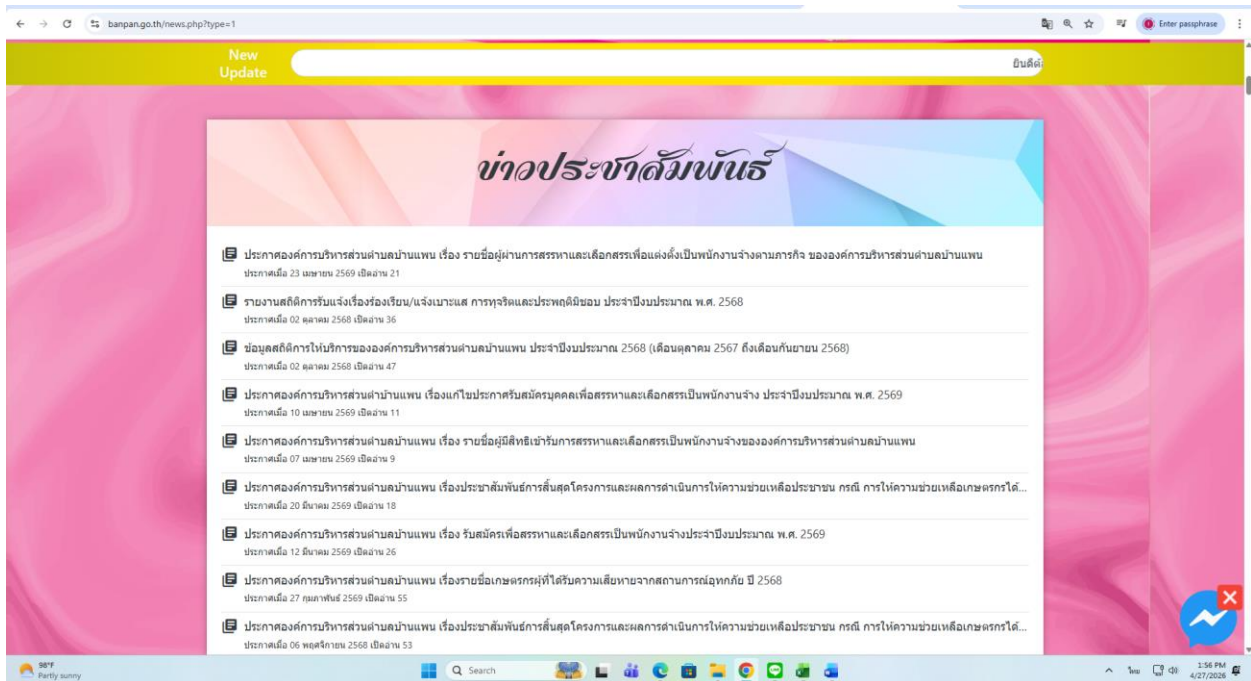 banpan.go.th/news.php?type=1
Enter passphrase
New
Update
ยินดีต้
ข่าวประชาสัมพันธ์
ประกาศองค์การบริหารส่วนตำบลบ้านแพน เรื่อง รายชื่อผู้ผ่านการสรรหาและเลือกสรรเพื่อแต่งตั้งเป็นพนักงานจ้างตามภารกิจ ขององค์การบริหารส่วนตำบลบ้านแพน
ประกาศเมื่อ 23 เมษายน 2569 เปิดอ่าน 21
รายงานสถิติการรับแจ้งเรื่องร้องเรียน/แจ้งเบาะแส การทุจริตและประพฤติมิชอบ ประจำปีงบประมาณ พ.ศ. 2568
ประกาศเมื่อ 02 ตุลาคม 2568 เปิดอ่าน 36
ข้อมูลสถิติการให้บริการขององค์การบริหารส่วนตำบลบ้านแพน ประจำปีงบประมาณ 2568 (เดือนตุลาคม 2567 ถึงเดือนกันยายน 2568)
ประกาศเมื่อ 02 ตุลาคม 2568 เปิดอ่าน 47
ประกาศองค์การบริหารส่วนตำบ้านแพน เรื่องแก้ไขประกาศรับสมัครบุคคลเพื่อสรรหาและเลือกสรรเป็นพนักงานจ้าง ประจำปีงบประมาณ พ.ศ. 2569
ประกาศเมื่อ 10 เมษายน 2569 เปิดอ่าน 11
ประกาศองค์การบริหารส่วนตำบลบ้านแพน เรื่อง รายชื่อผู้มีสิทธิเข้ารับการสรรหาและเลือกสรรเป็นพนักงานจ้างขององค์การบริหารส่วนตำบลบ้านแพน
ประกาศเมื่อ 07 เมษายน 2569 เปิดอ่าน 9
ประกาศองค์การบริหารส่วนตำบลบ้านแพน เรื่องประชาสัมพันธ์การสิ้นสุดโครงการและผลการดำเนินการให้ความช่วยเหลือประชาชน กรณี การให้ความช่วยเหลือเกษตรกรได้...
ประกาศเมื่อ 20 มีนาคม 2569 เปิดอ่าน 18
ประกาศองค์การบริหารส่วนตำบลบ้านแพน เรื่อง รับสมัครเพื่อสรรหาและเลือกสรรเป็นพนักงานจ้างประจำปีงบประมาณ พ.ศ. 2569
ประกาศเมื่อ 12 มีนาคม 2569 เปิดอ่าน 26
ประกาศองค์การบริหารส่วนตำบลบ้านแพน เรื่องรายชื่อเกษตรกรผู้ที่ได้รับความเสียหายจากสถานการณ์อุทกภัย ปี 2568
ประกาศเมื่อ 27 กุมภาพันธ์ 2569 เปิดอ่าน 55
ประกาศองค์การบริหารส่วนตำบลบ้านแพน เรื่องประชาสัมพันธ์การสิ้นสุดโครงการและผลการดำเนินการให้ความช่วยเหลือประชาชน กรณี การให้ความช่วยเหลือเกษตรกรได้...
ประกาศเมื่อ 06 พฤศจิกายน 2568 เปิดอ่าน 53
98°F
Partly sunny
Search
ไทย
1:56 PM
4/27/2026